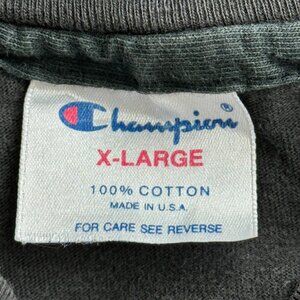 Champion®
X-LARGE
100% COTTON
MADE IN U.S.A.
FOR CARE SEE REVERSE